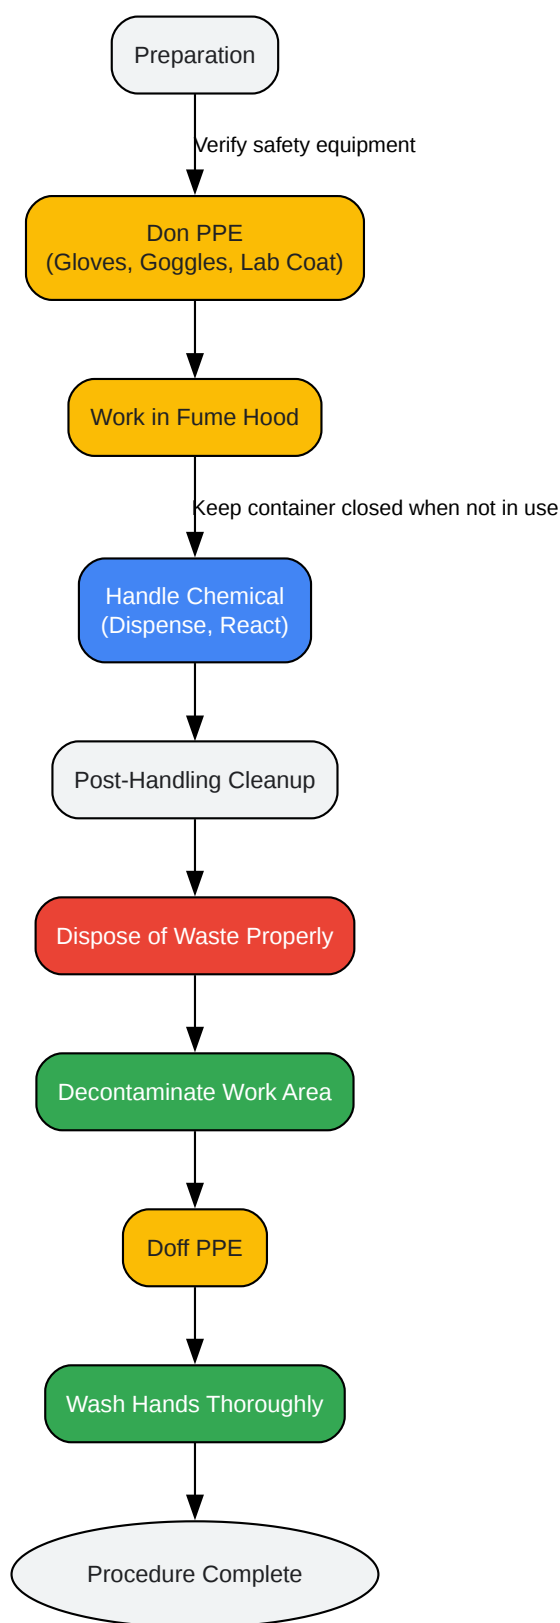 Preparation
Verify safety equipment
Don PPE
(Gloves, Goggles, Lab Coat)
Work in Fume Hood
Keep container closed when not in use
Handle Chemical
(Dispense, React)
Post-Handling Cleanup
Dispose of Waste Properly
Decontaminate Work Area
Doff PPE
Wash Hands Thoroughly
Procedure Complete